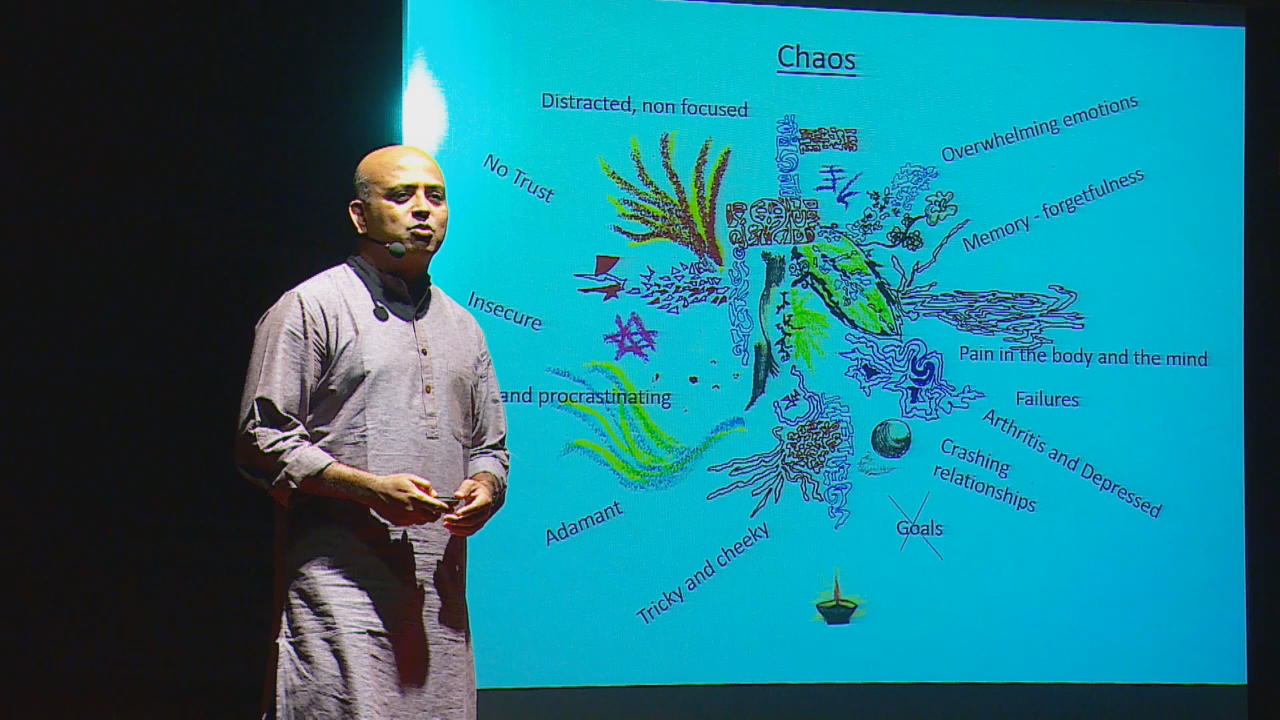 Chaos
Distracted, non focused
Overwhelming emotions
No Trust
Memory - forgetfulness
Insecure
Pain in the body and the mind
and procrastinating
Failures
Arthritis and Depressed
Crashing
relationships
Adamant
Goals
Tricky and cheeky